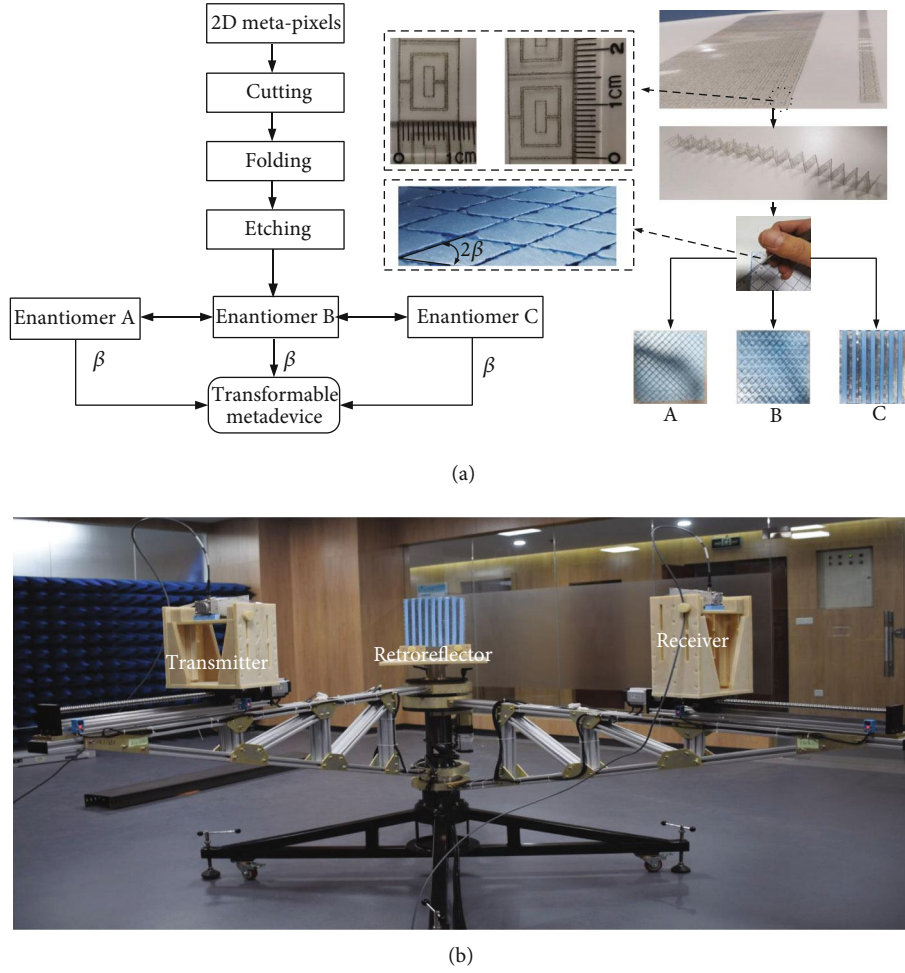 2D meta-pixels
Cutting
Folding
Etching
Enantiomer A
Enantiomer B
Enantiomer C
β
β
β
Transformable
metadevice
0
1cm
0
1cm
2
2β
A
B
C
(a)
Transmitter
Retroreflector
Receiver
(b)